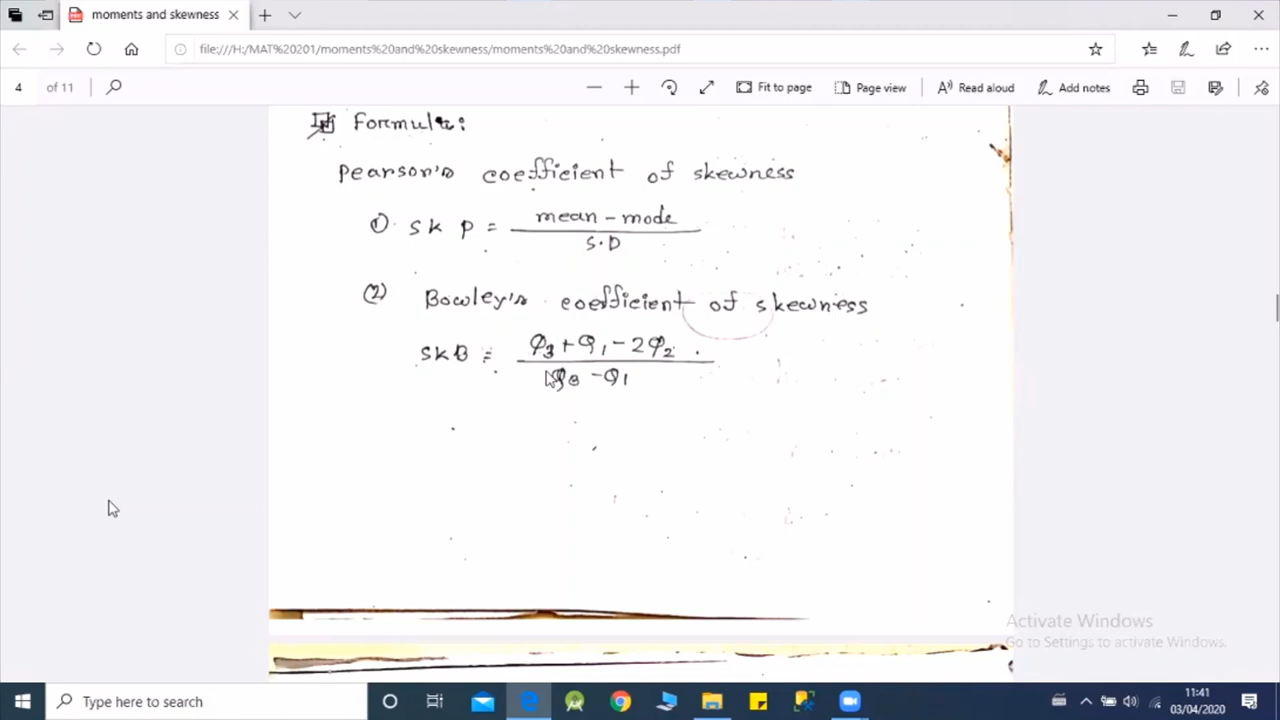 moments and skewness
file:///H:/MAT%20201/moments%20and%20skewness/moments%20and%20skewness.pdf
4 of 11
Fit to page
Page view
Read aloud
Add notes
Formula:
Pearson's coefficient of skewness
1) Sk P = mean - mode
S.D
(2) Bowley's coefficient of skewness
SKB = Q3+Q1-2Q2
Q3 - Q1
Activate Windows
Go to Settings to activate Windows.
Type here to search
11:41
03/04/2020